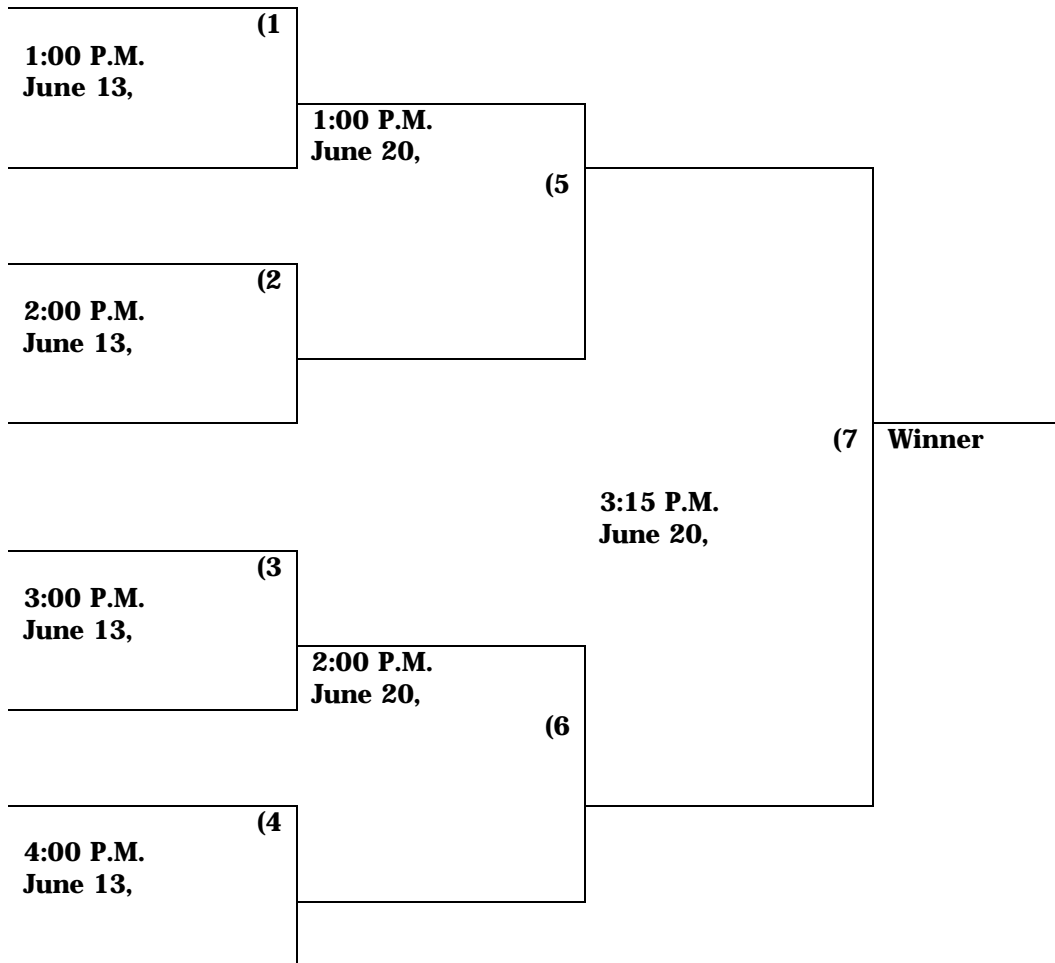 (1
1:00 P.M.
June 13,
1:00 P.M.
June 20,
(5
(2
2:00 P.M.
June 13,
(7 Winner
3:15 P.M.
June 20,
(3
3:00 P.M.
June 13,
2:00 P.M.
June 20,
(6
(4
4:00 P.M.
June 13,